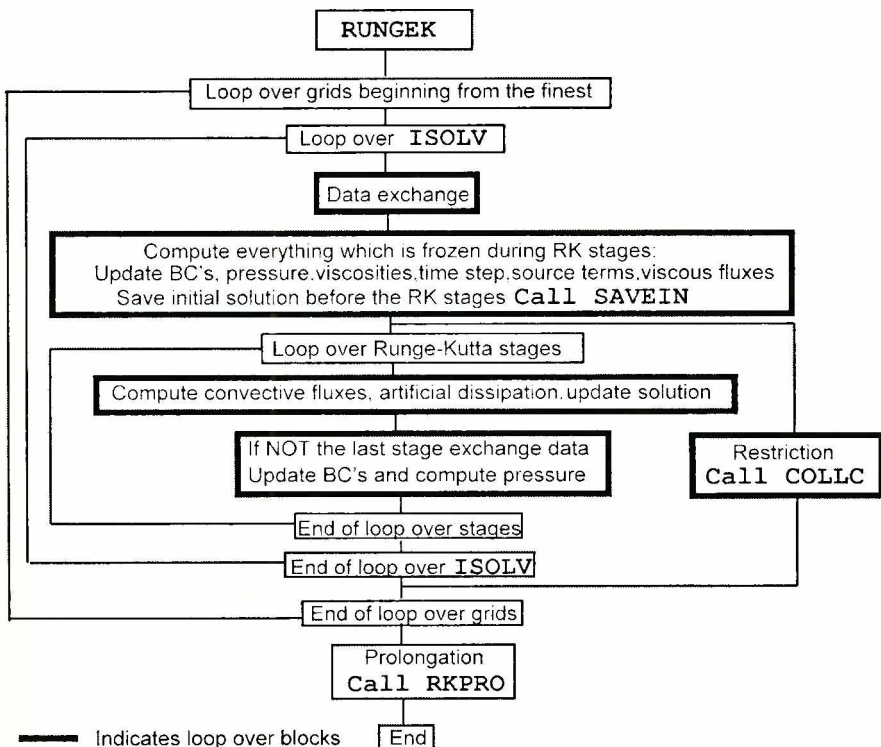 RUNGEK
Loop over grids beginning from the finest
Loop over ISOLV
Data exchange
Compute everything which is frozen during RK stages:
Update BC's, pressure,viscosities,time step,source terms,viscous fluxes
Save initial solution before the RK stages Call SAVEIN
Loop over Runge-Kutta stages
Compute convective fluxes, artificial dissipation,update solution
If NOT the last stage exchange data
Update BC's and compute pressure
Restriction
Call COLLC
End of loop over stages
End of loop over ISOLV
End of loop over grids
Prolongation
Call RKPRO
Indicates loop over blocks
End